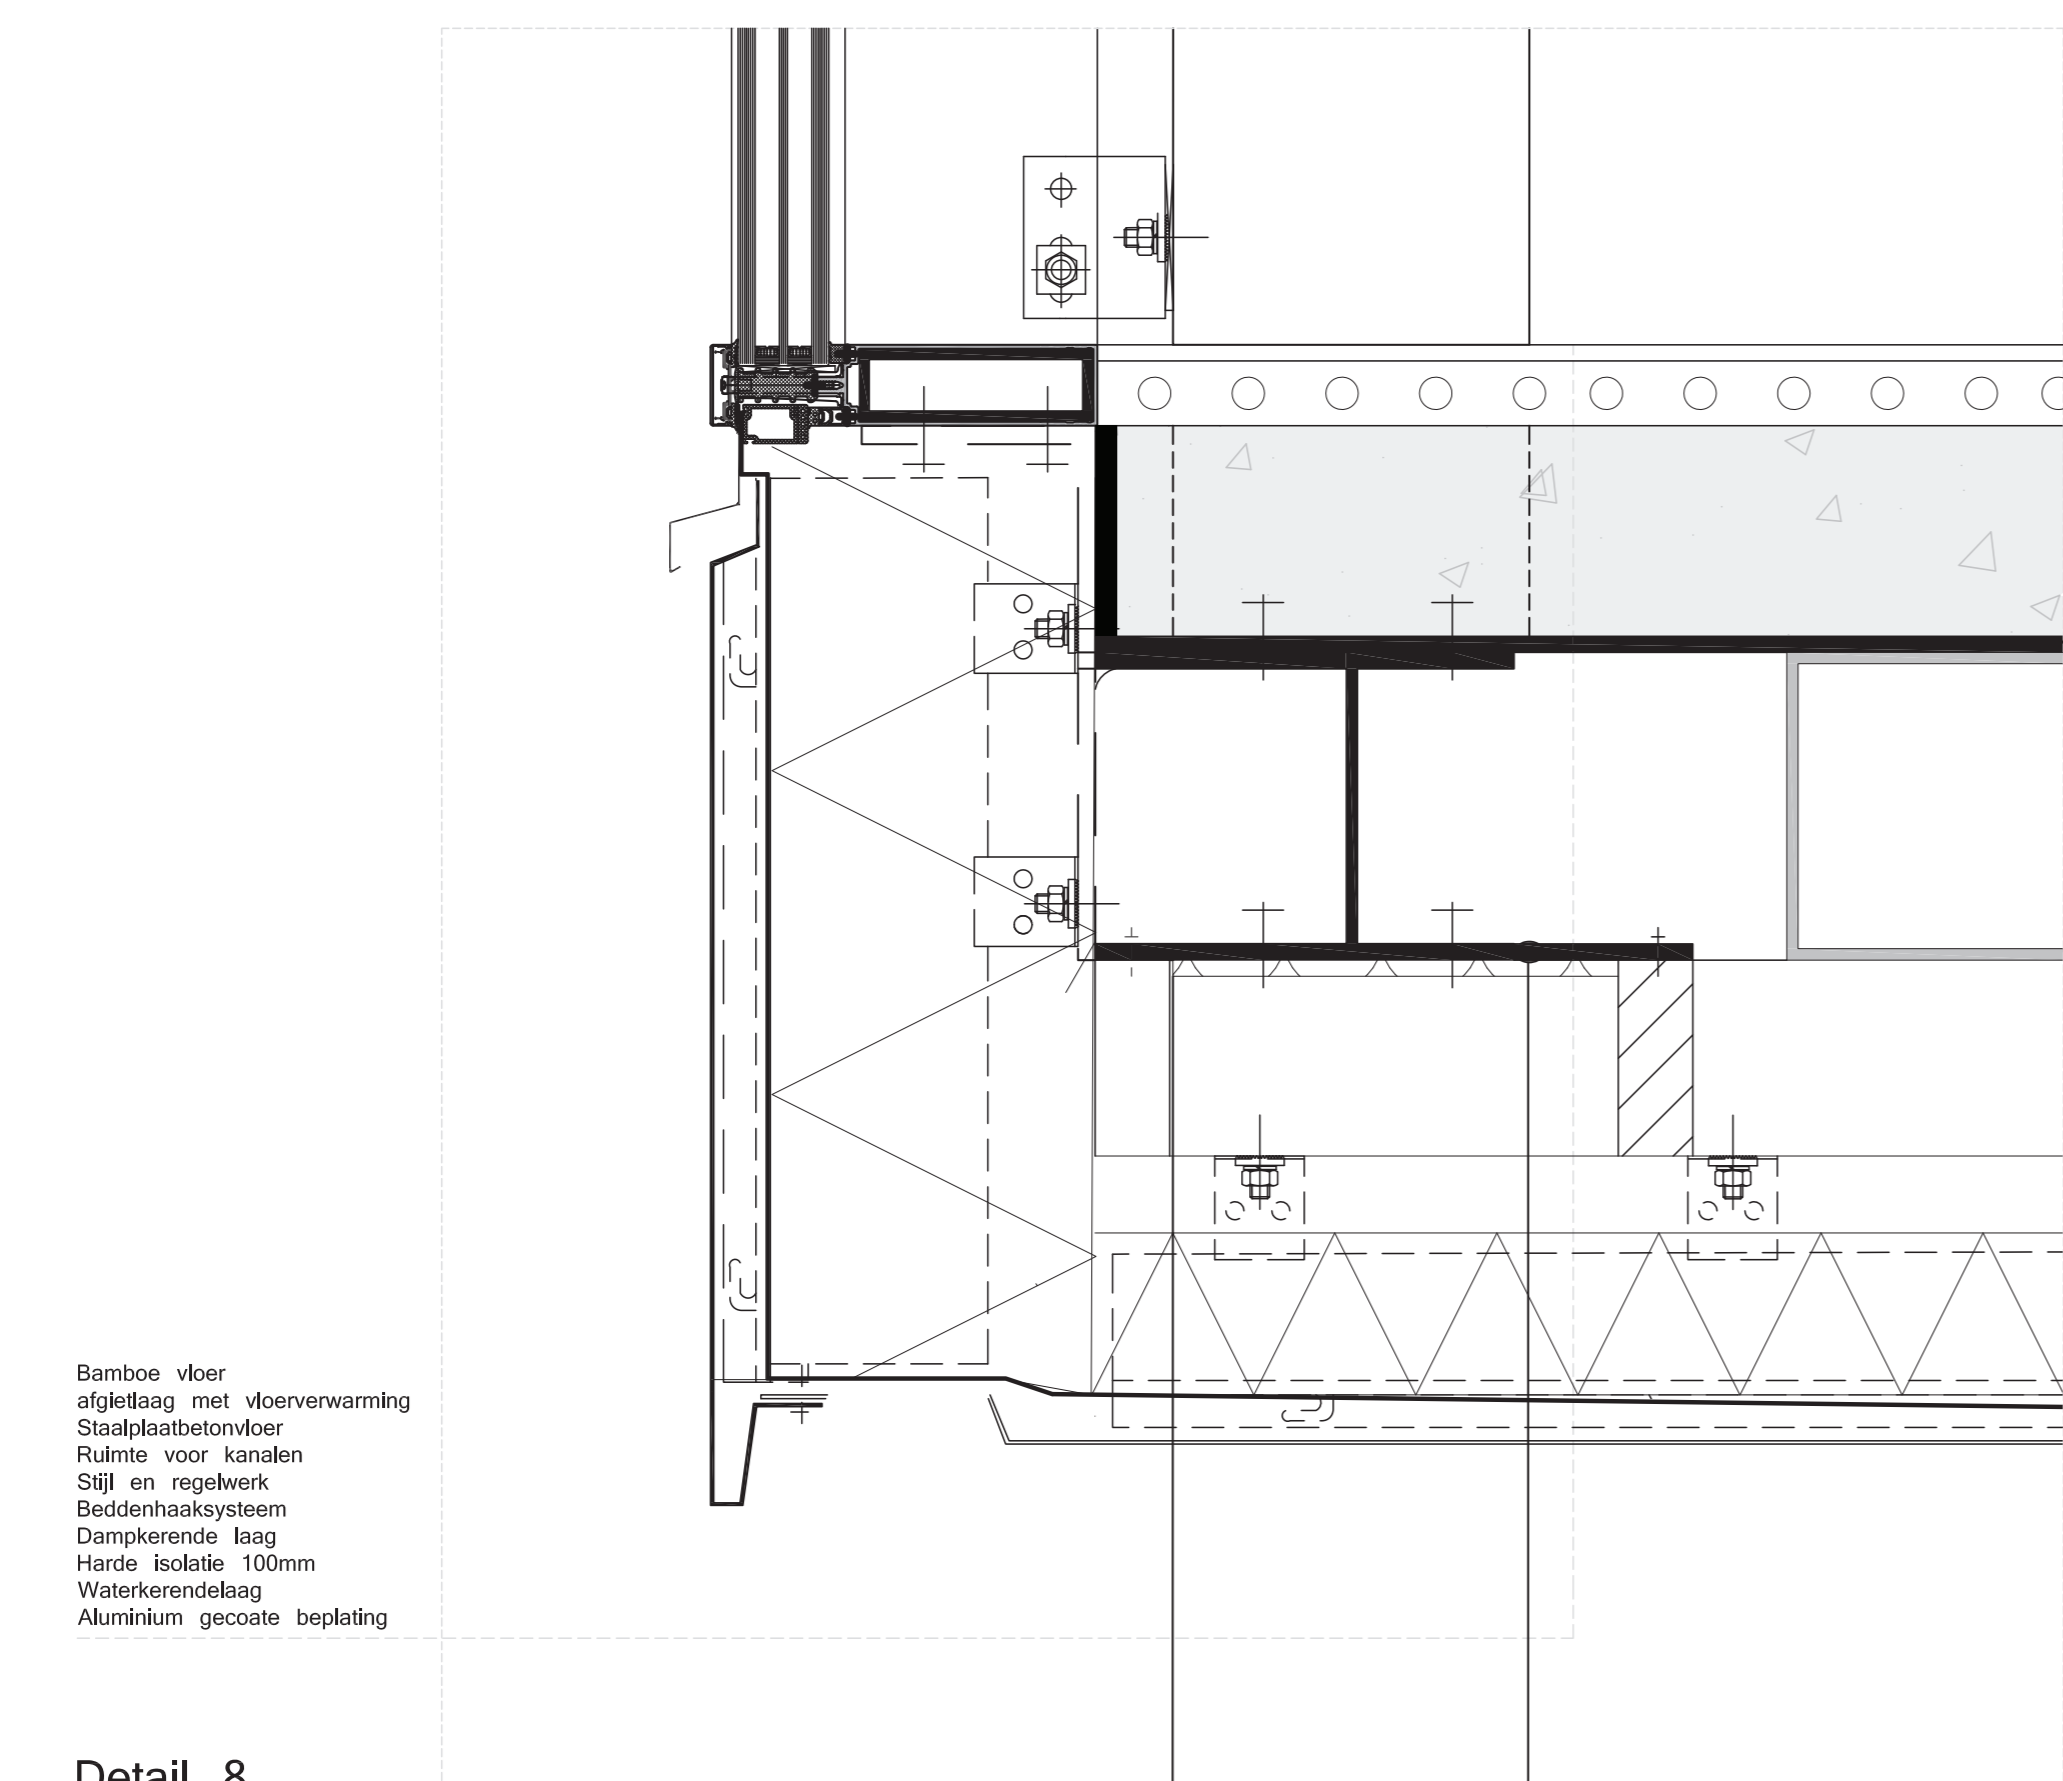 Bamboe vloer
afgietlaag met vloerverwarming
Staalplaatbetonvloer
Ruimte voor kanalen
Stijl en regelwerk
Beddenhaaksysteem
Dampkerende laag
Harde isolatie 100mm
Waterkerendelaag
Aluminium gecoate beplating
Detail 8